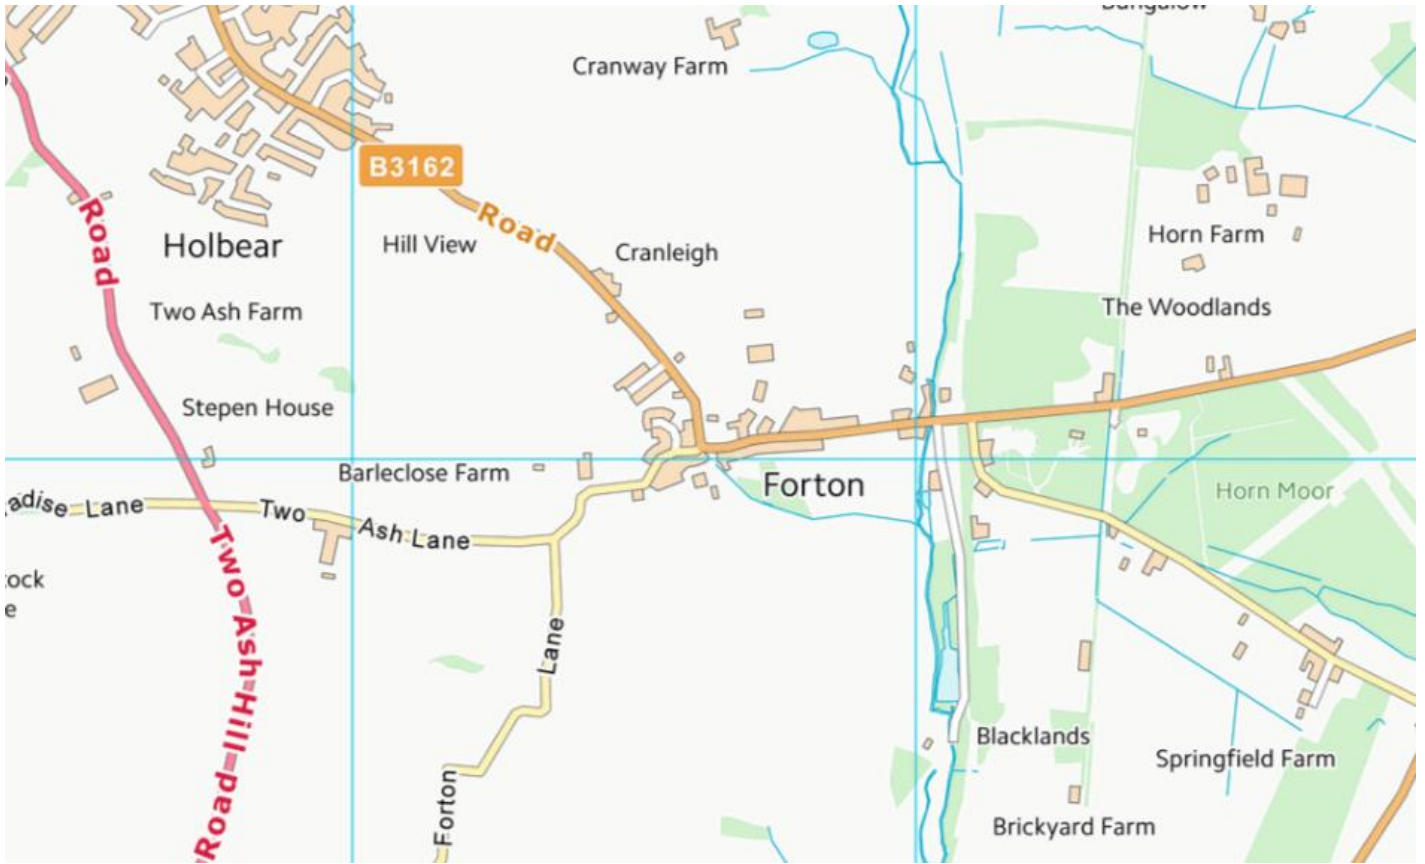 Bungalow
Cranway Farm
B3162
Road
Road
Holbear
Hill View
Cranleigh
Horn Farm
Two Ash Farm
The Woodlands
Stepen House
Barleclose Farm
Forton
Horn Moor
adise Lane
Two
Ash Lane
Two Ash Hill
Road
ock
e
Lane
Forton
Blacklands
Springfield Farm
Brickyard Farm